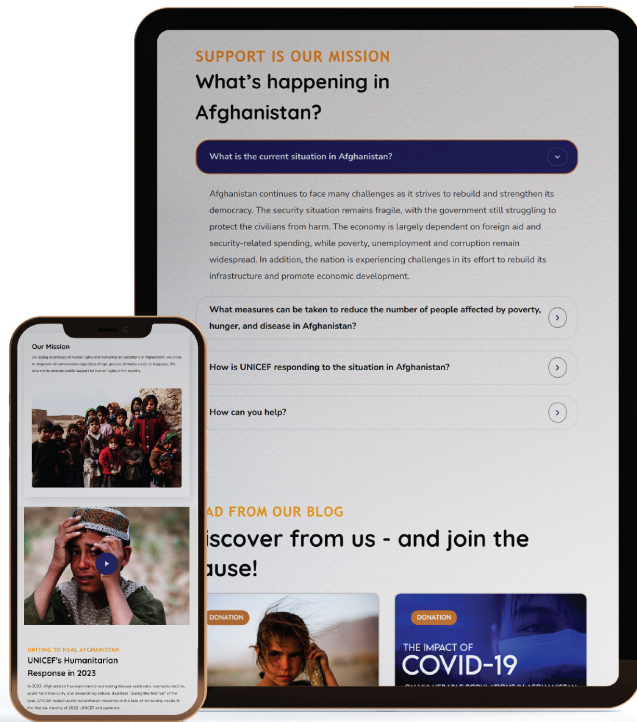 SUPPORT IS OUR MISSION
What's happening in
Afghanistan?
What is the current situation in Afghanistan?
Afghanistan continues to face many challenges as it strives to rebuild and strengthen its
democracy. The security situation remains fragile, with the government still struggling to
protect the civilians from harm. The economy is largely dependent on foreign aid and
security-related spending, while poverty, unemployment and corruption remain
widespread. In addition, the nation is experiencing challenges in its effort to rebuild its
infrastructure and promote economic development.
What measures can be taken to reduce the number of people affected by poverty,
hunger, and disease in Afghanistan?
How is UNICEF responding to the situation in Afghanistan?
How can you help?
AD FROM OUR BLOG
iscover from us - and join the
ause!
DONATION
DONATION
THE IMPACT OF
COVID-19
Our Mission
UNITING TO HEAL AFGHANISTAN
UNICEF's Humanitarian
Response in 2023